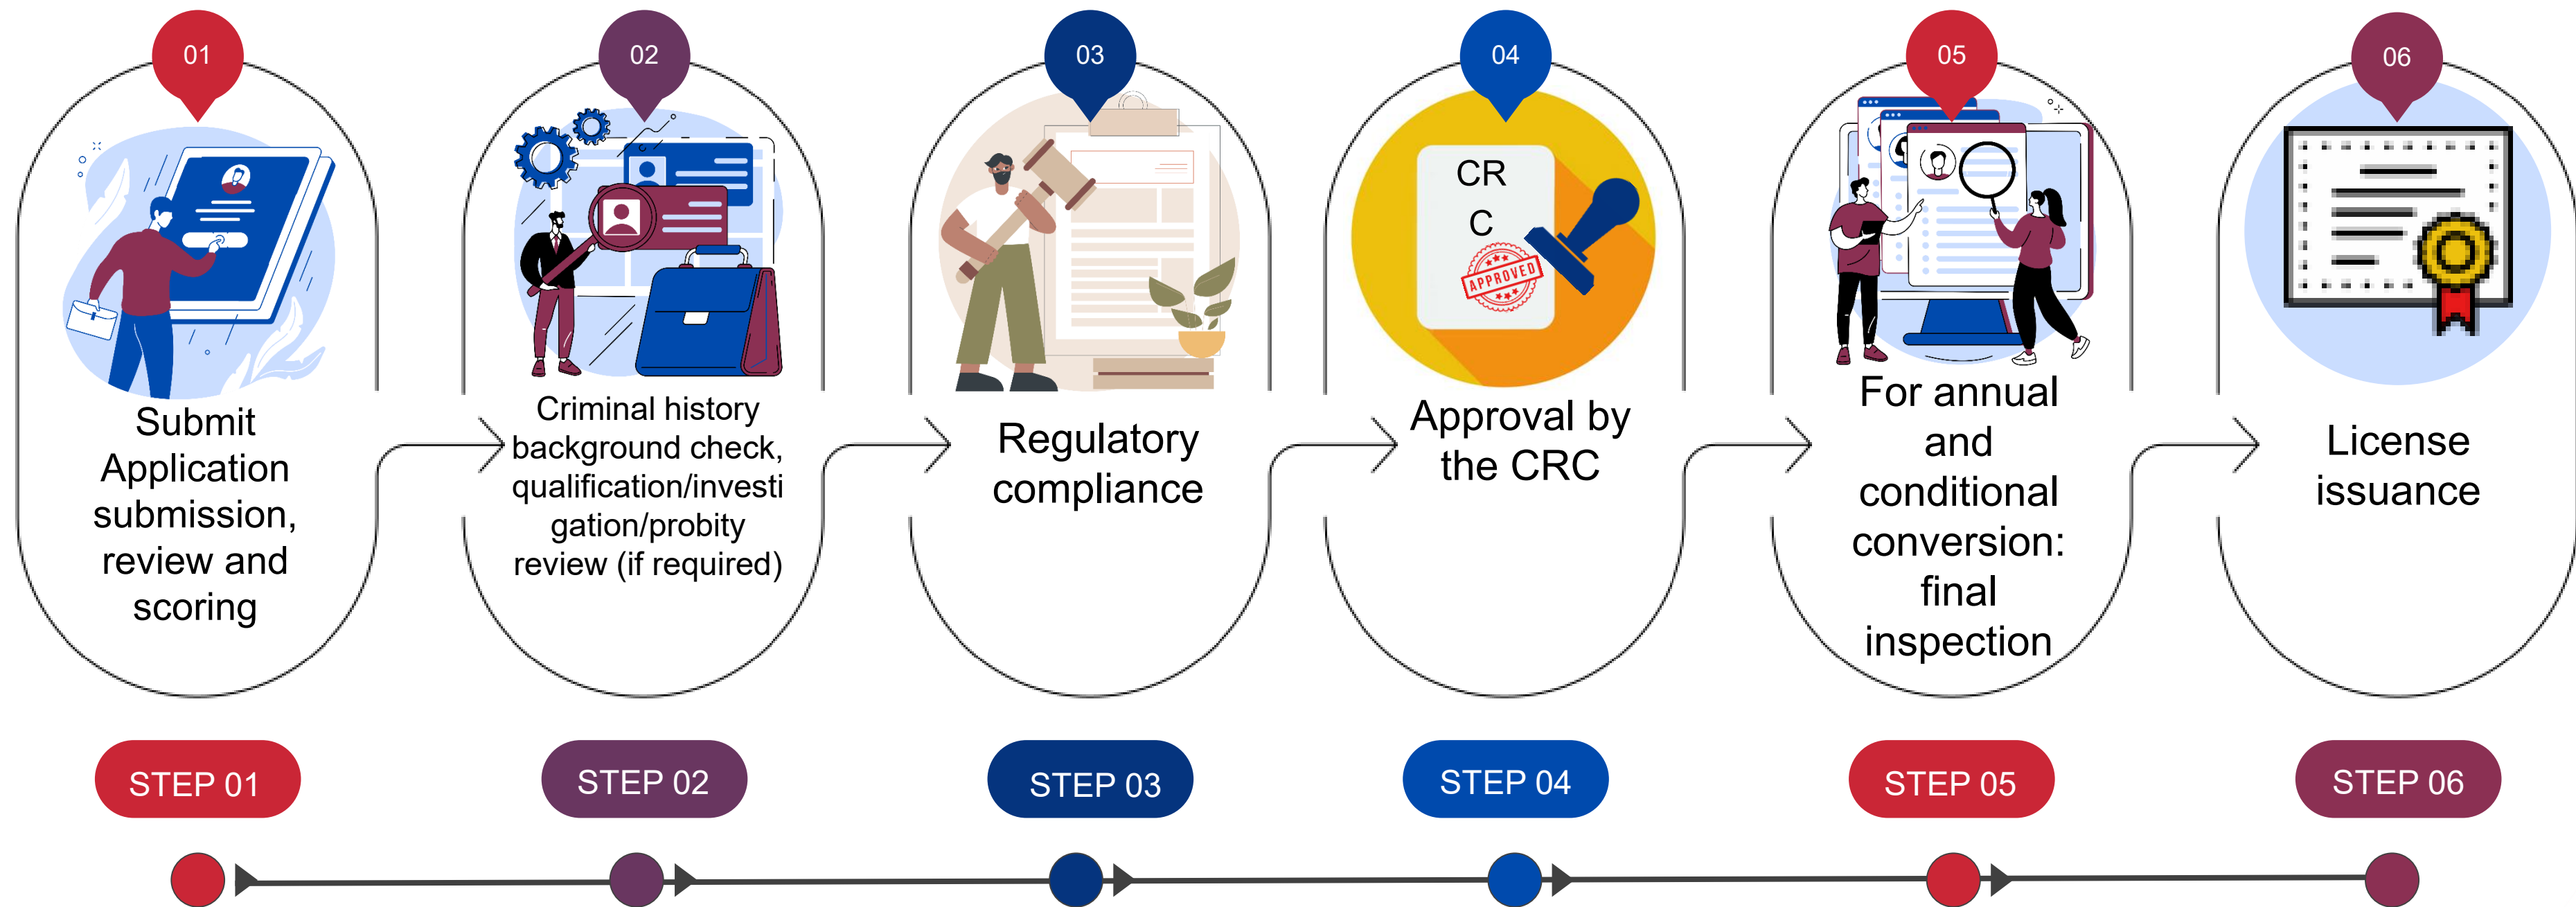 01
Submit
Application
submission,
review and
scoring
STEP 01
02
Criminal history
background check,
qualification/investi
gation/probity
review (if required)
STEP 02
03
Regulatory
compliance
STEP 03
04
CR
C
APPROVED
Approval by
the CRC
STEP 04
05
For annual
and
conditional
conversion:
final
inspection
STEP 05
06
License
issuance
STEP 06